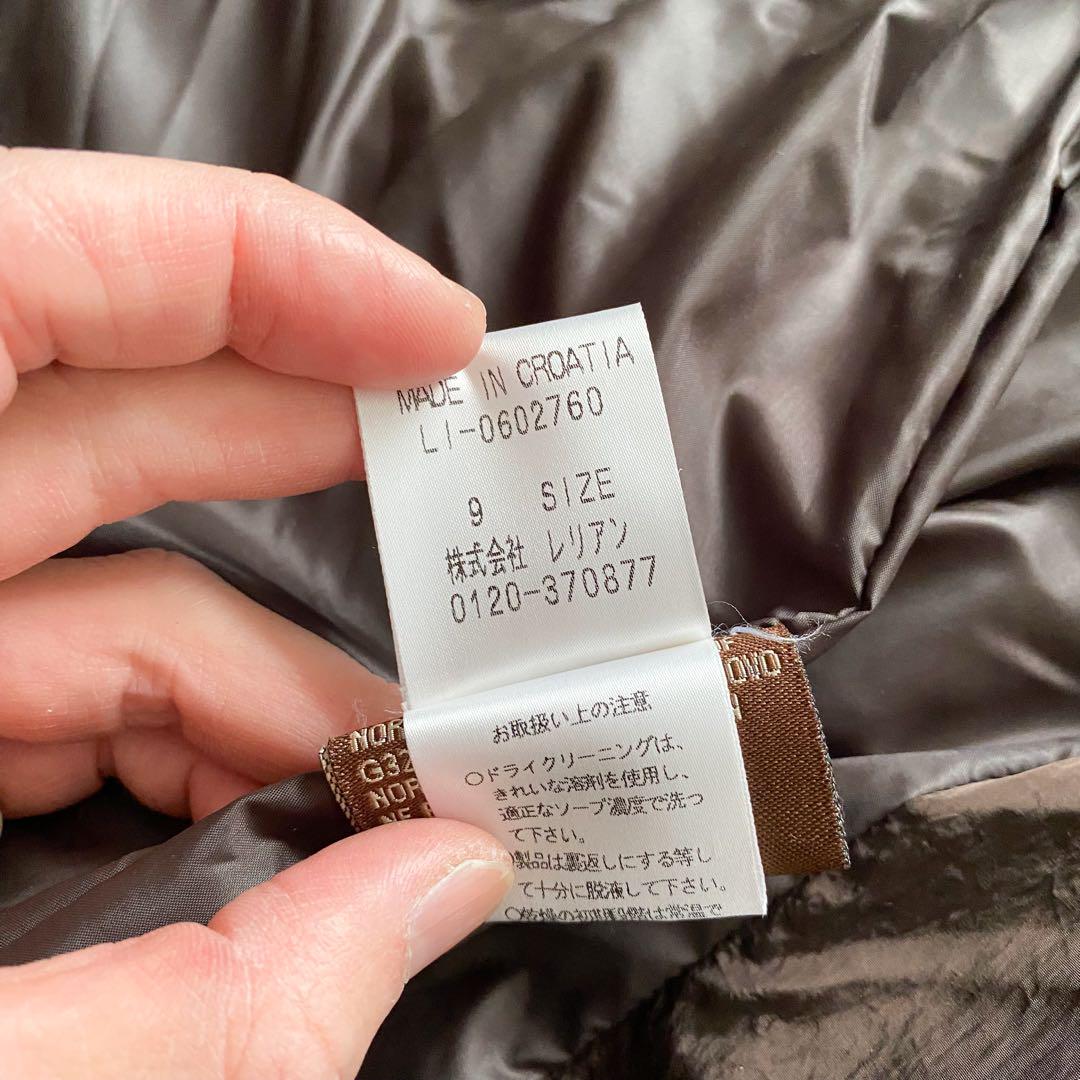 MADE IN CROATIA
LI-0602760
9 SIZE
株式会社 レリアン
0120-370877
お取扱い上の注意
○ドライクリーニングは、
きれいな溶剤を使用し、
適正なソープ濃度で洗っ
て下さい。
製品は裏返しにする等し
て十分に脱液して下さい。